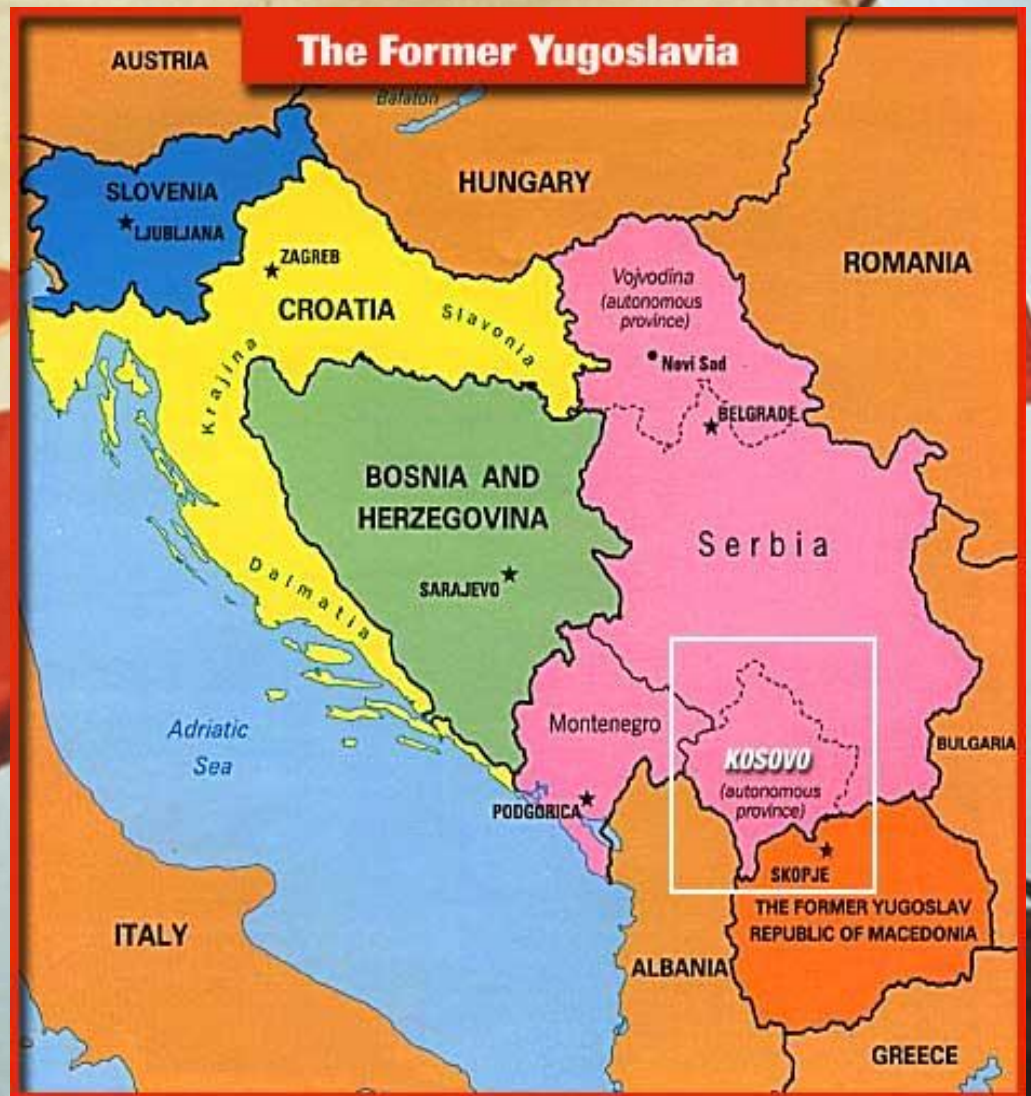 The Former Yugoslavia
AUSTRIA
Balaton
HUNGARY
SLOVENIA
LJUBLJANA
ZAGREB
CROATIA
Slavonia
Krajina
Vojvodina
(autonomous
province)
Novi Sad
BELGRADE
ROMANIA
BOSNIA AND
HERZEGOVINA
SARAJEVO
Serbia
Dalmatia
Adriatic
Sea
Montenegro
PODGORICA
KOSOVO
(autonomous
province)
BULGARIA
SKOPJE
THE FORMER YUGOSLAV
REPUBLIC OF MACEDONIA
ITALY
ALBANIA
GREECE